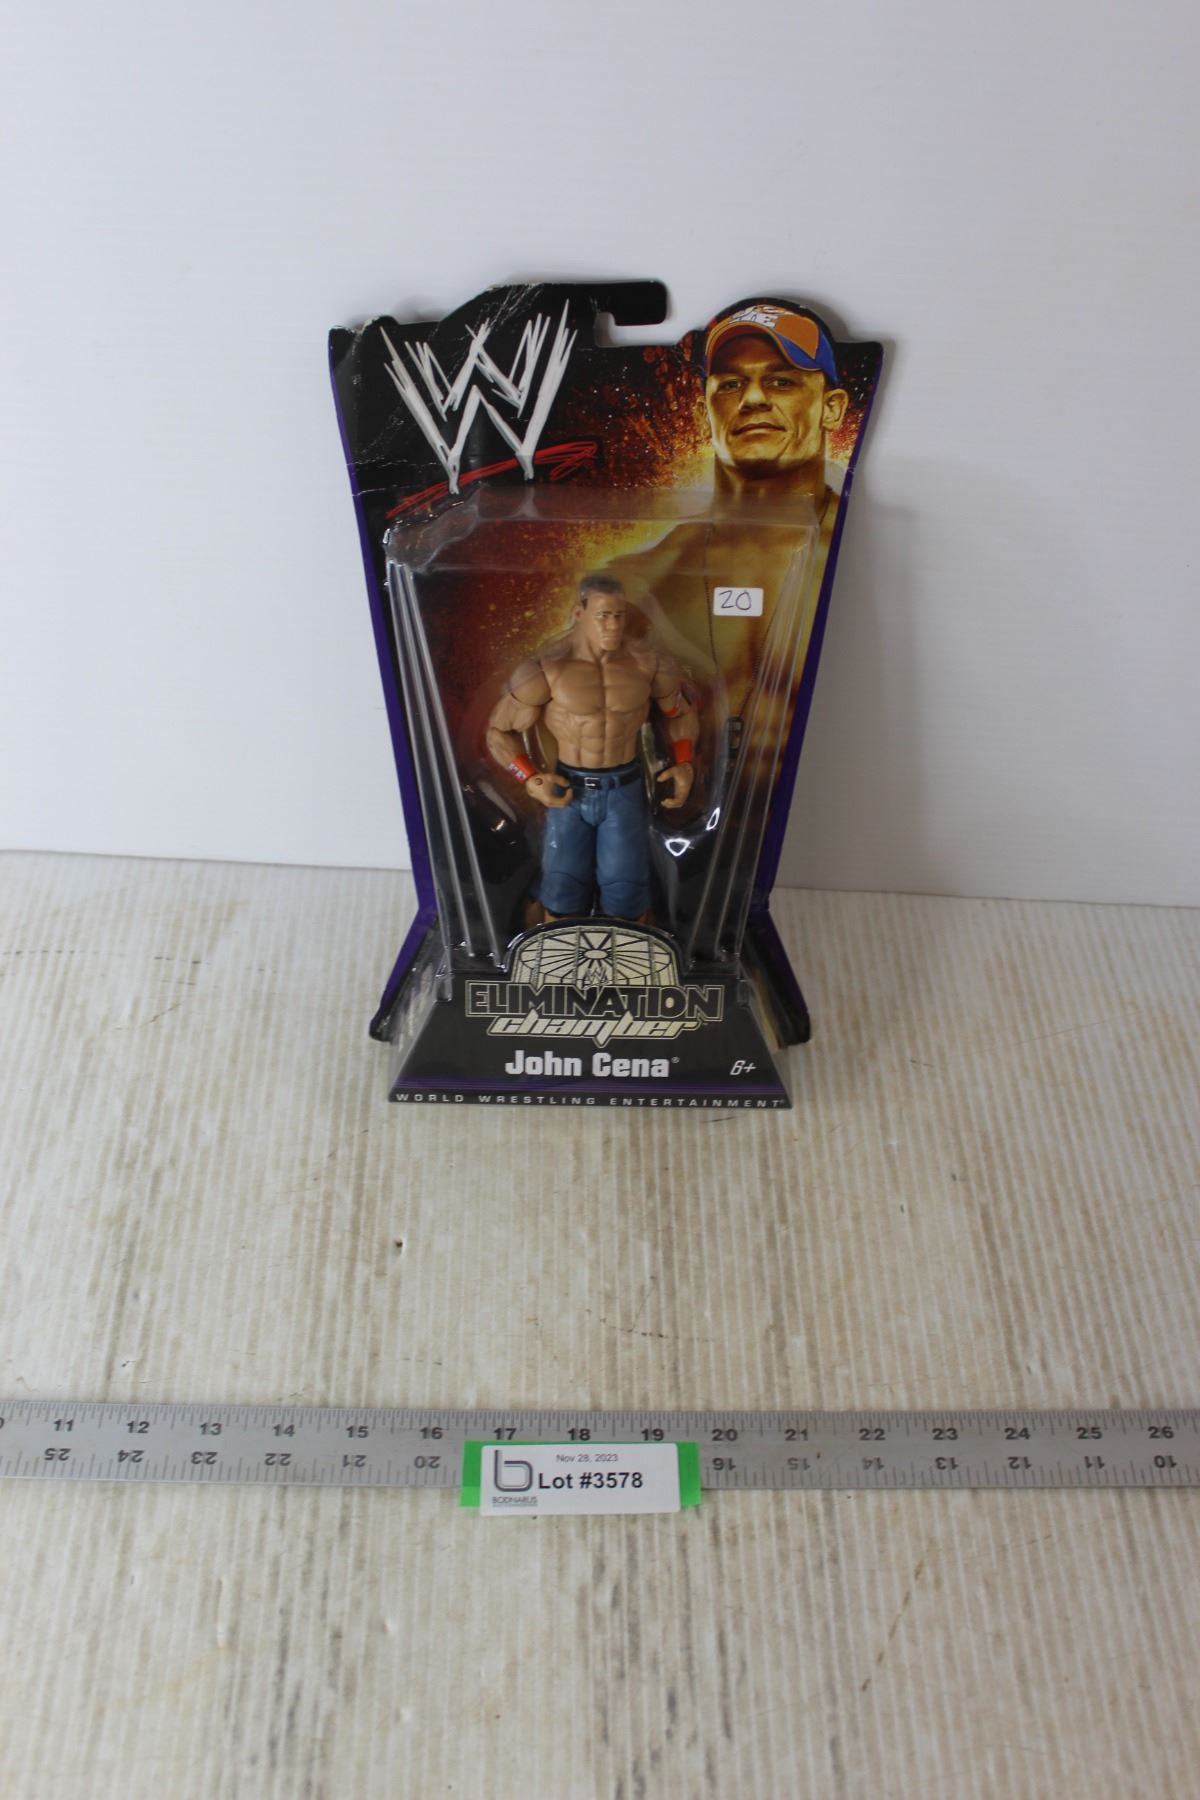 W
20
W
ELIMINATION
chamber™
John Cena®
6+
WORLD WRESTLING ENTERTAINMENT®
11 12 13 14 15 16 17 18 19 20 21 22 23 24 25 26
25 24 23 22 21 20 16 15 14 13 12 11 10
Nov 28, 2023
Lot #3578
BODNARUS